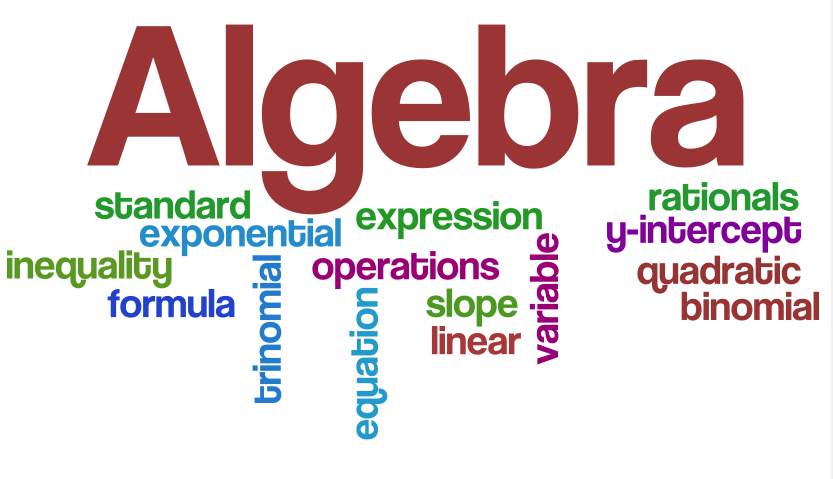 Algebra
standard
rationals
expression
exponential
y-intercept
inequality
operations
quadratic
formula
slope
binomial
trinomial
equation
linear
variable